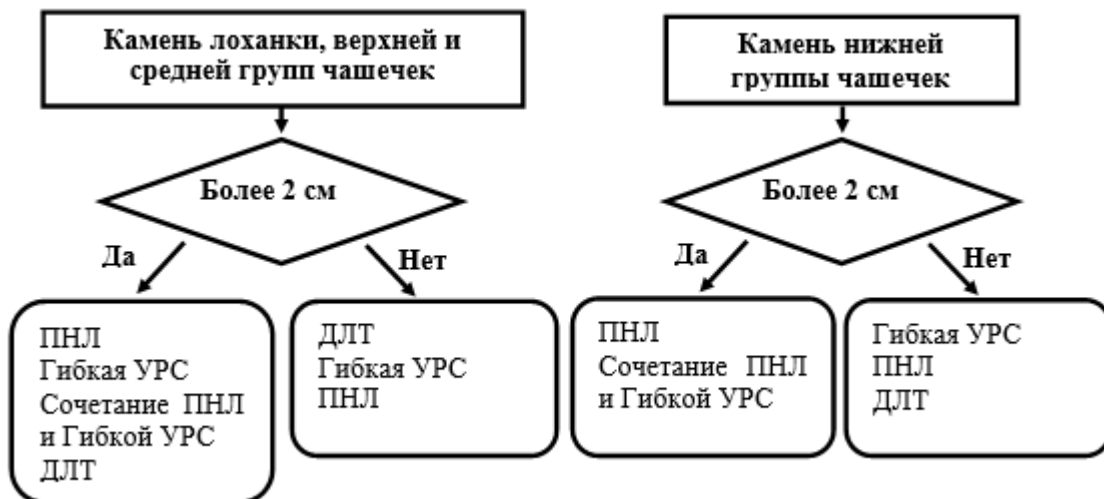 Камень лоханки, верхней и
средней групп чашечек
Более 2 см
Да
Нет
ПНЛ
Гибкая УРС
Сочетание ПНЛ
и Гибкой УРС
ДЛТ
ДЛТ
Гибкая УРС
ПНЛ
Камень нижней
группы чашечек
Более 2 см
Да
Нет
ПНЛ
Сочетание ПНЛ
и Гибкой УРС
Гибкая УРС
ПНЛ
ДЛТ